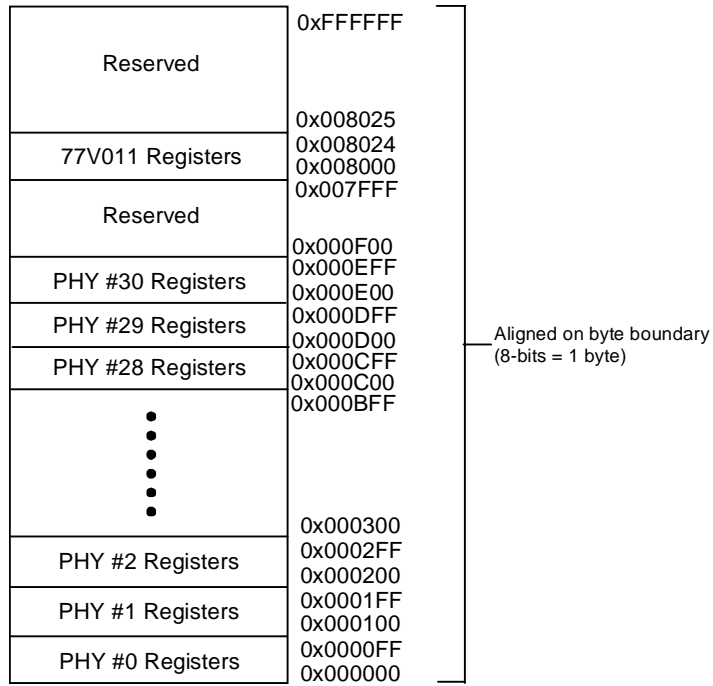 0xFFFFFF
Reserved
0x008025
0x008024
77V011 Registers
0x008000
0x007FFF
Reserved
0x000F00
0x000EFF
PHY #30 Registers
0x000E00
0x000DFF
PHY #29 Registers
0x000D00
0x000CFF
PHY #28 Registers
0x000C00
0x000BFF
0x000300
0x0002FF
PHY #2 Registers
0x000200
0x0001FF
PHY #1 Registers
0x000100
0x0000FF
PHY #0 Registers
0x000000
Aligned on byte boundary
(8-bits = 1 byte)